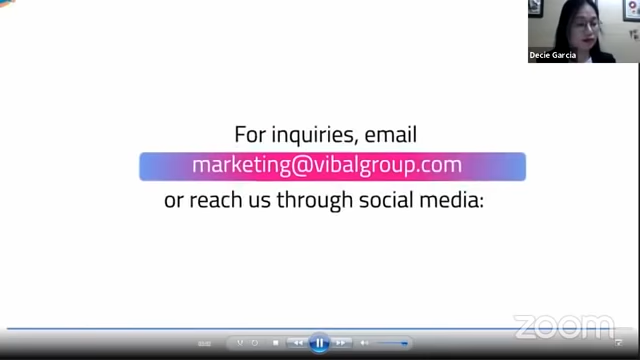 Decie Garcia
For inquiries, email
marketing@vibalgroup.com
or reach us through social media:
zoom